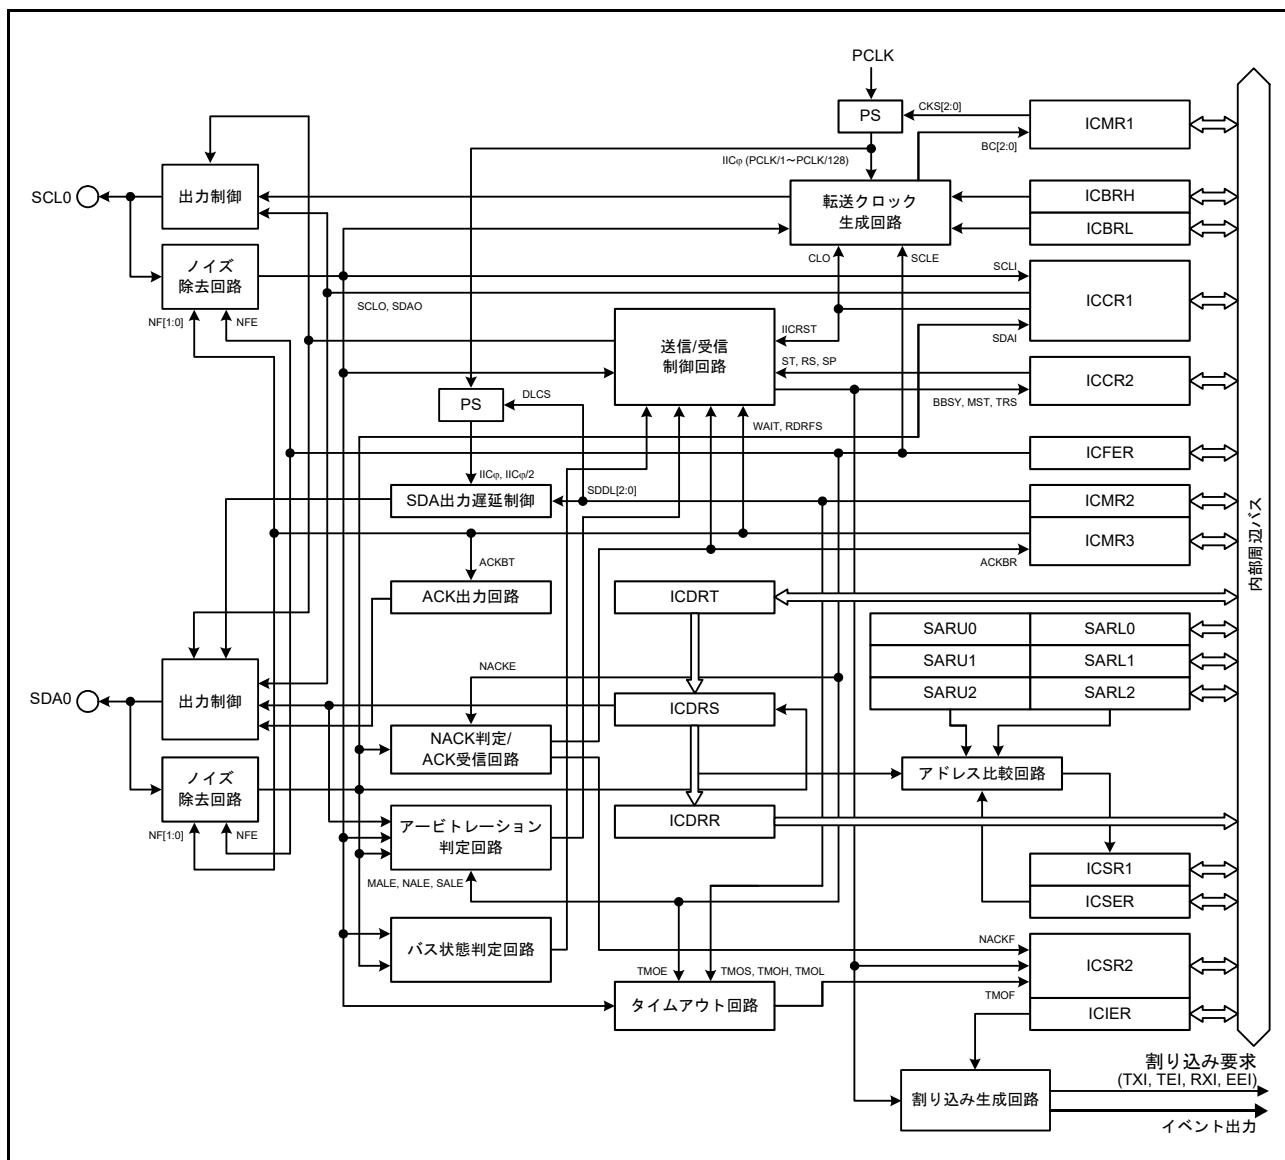 PCLK
PS
CKS[2:0]
ICMR1
BC[2:0]
IICφ (PCLK/1～PCLK/128)
SCL0
出力制御
転送クロック
生成回路
ICBRH
ICBRL
ノイズ
除去回路
CLO
SCLE
SCLI
ICCR1
SCLO, SDAO
NF[1:0]
NFE
IICRST
SDAI
送信/受信
制御回路
ST, RS, SP
ICCR2
BBSY, MST, TRS
PS
DLCS
WAIT, RDRFS
ICFER
IICφ, IICφ/2
SDA出力遅延制御
SDDL[2:0]
ICMR2
ICMR3
ACKBT
ACKBR
内部周辺バス
ACK出力回路
ICDRT
SARU0
SARL0
SARU1
SARL1
SARU2
SARL2
NACKE
SDA0
出力制御
ICDRS
NACK判定/
ACK受信回路
アドレス比較回路
ノイズ
除去回路
NF[1:0]
NFE
アービトレーション
判定回路
ICDRR
MALE, NALE, SALE
ICSR1
ICSER
バス状態判定回路
NACKF
ICSR2
TMOE
TMOS, TMOH, TMOL
TMOF
タイムアウト回路
ICIER
割り込み要求
(TXI, TEI, RXI, EEI)
割り込み生成回路
イベント出力